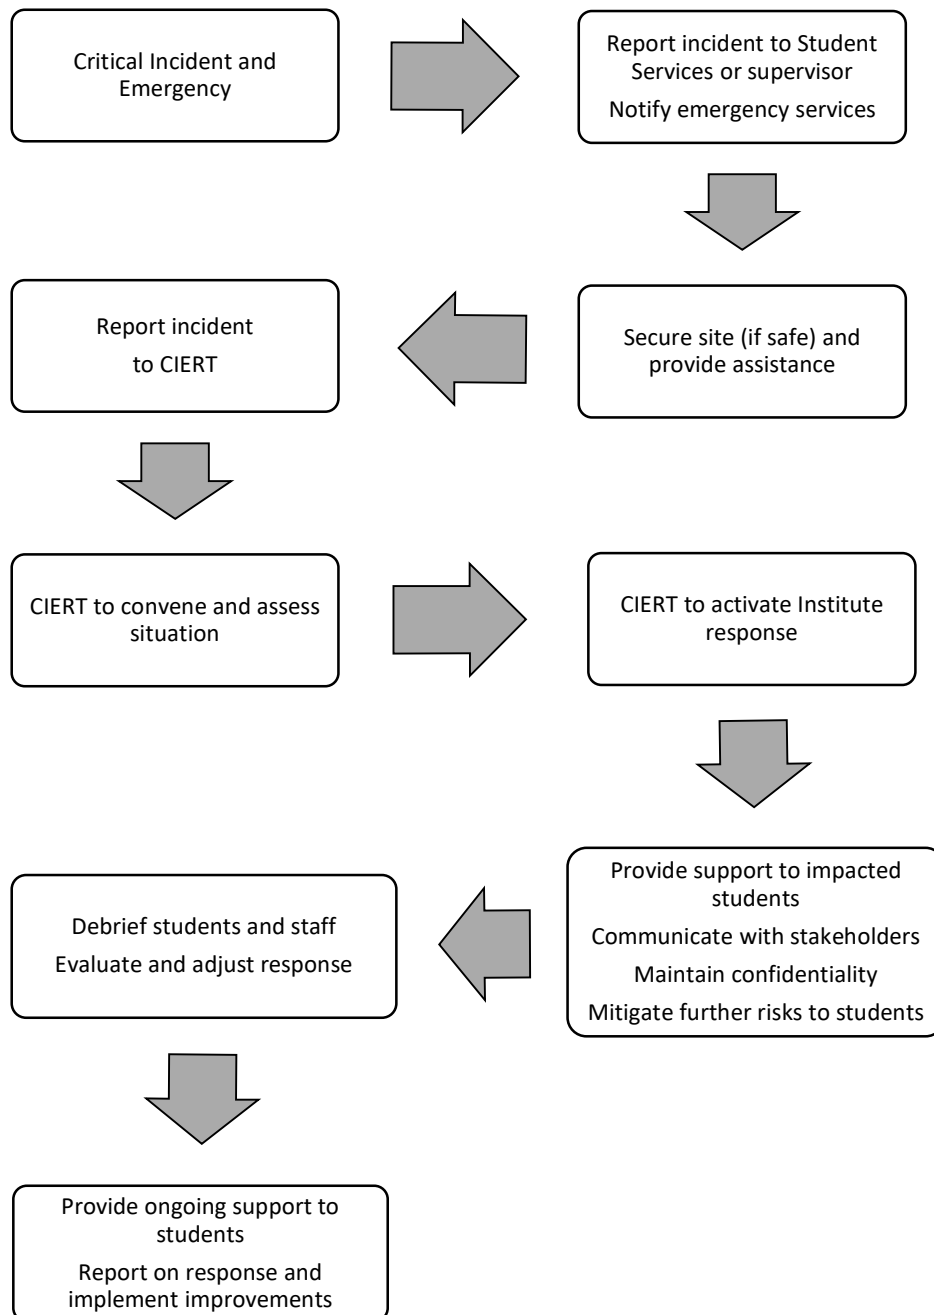 Critical Incident and
Emergency
Report incident to Student
Services or supervisor
Notify emergency services
Secure site (if safe) and
provide assistance
Report incident
to CIERT
CIERT to convene and assess
situation
CIERT to activate Institute
response
Provide support to impacted
students
Communicate with stakeholders
Maintain confidentiality
Mitigate further risks to students
Debrief students and staff
Evaluate and adjust response
Provide ongoing support to
students
Report on response and
implement improvements